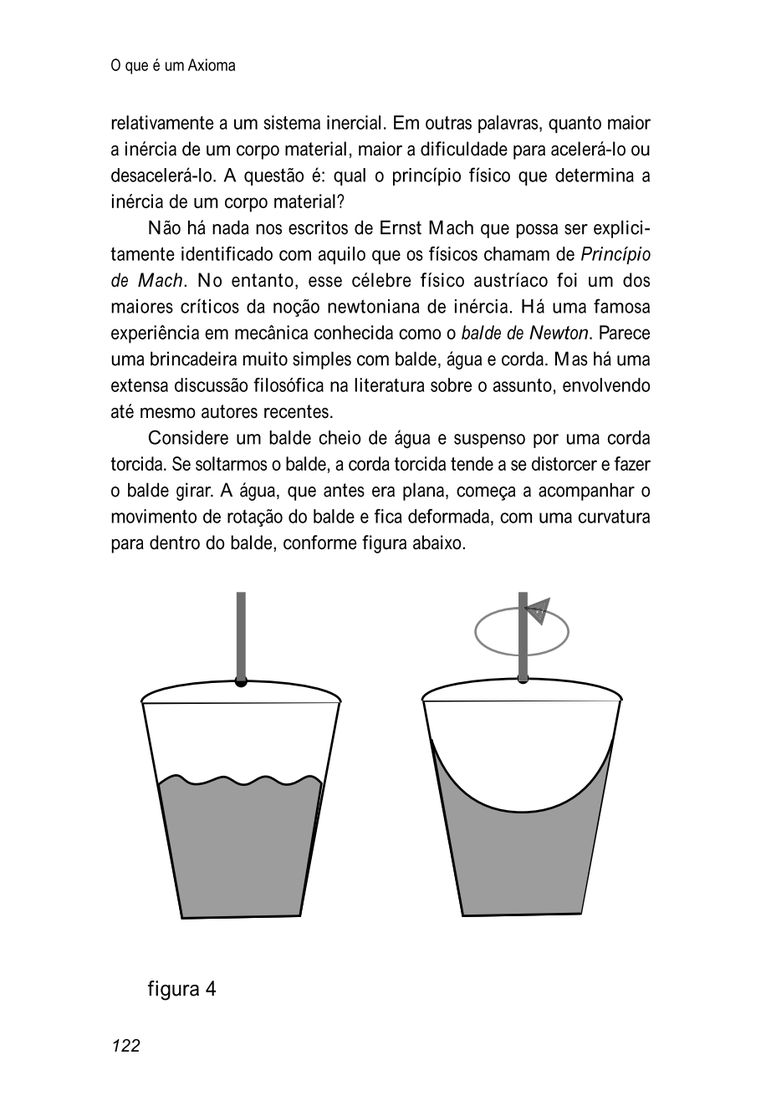 O que é um Axioma
relativamente a um sistema inercial. Em outras palavras, quanto maior
a inércia de um corpo material, maior a dificuldade para acelerá-lo ou
desacelerá-lo. A questão é: qual o princípio físico que determina a
inércia de um corpo material?
Não há nada nos escritos de Ernst Mach que possa ser explici-
tamente identificado com aquilo que os físicos chamam de Princípio
de Mach. No entanto, esse célebre físico austríaco foi um dos
maiores críticos da noção newtoniana de inércia. Há uma famosa
experiência em mecânica conhecida como o balde de Newton. Parece
uma brincadeira muito simples com balde, água e corda. Mas há uma
extensa discussão filosófica na literatura sobre o assunto, envolvendo
até mesmo autores recentes.
Considere um balde cheio de água e suspenso por uma corda
torcida. Se soltarmos o balde, a corda torcida tende a se distorcer e fazer
o balde girar. A água, que antes era plana, começa a acompanhar o
movimento de rotação do balde e fica deformada, com uma curvatura
para dentro do balde, conforme figura abaixo.
figura 4
122